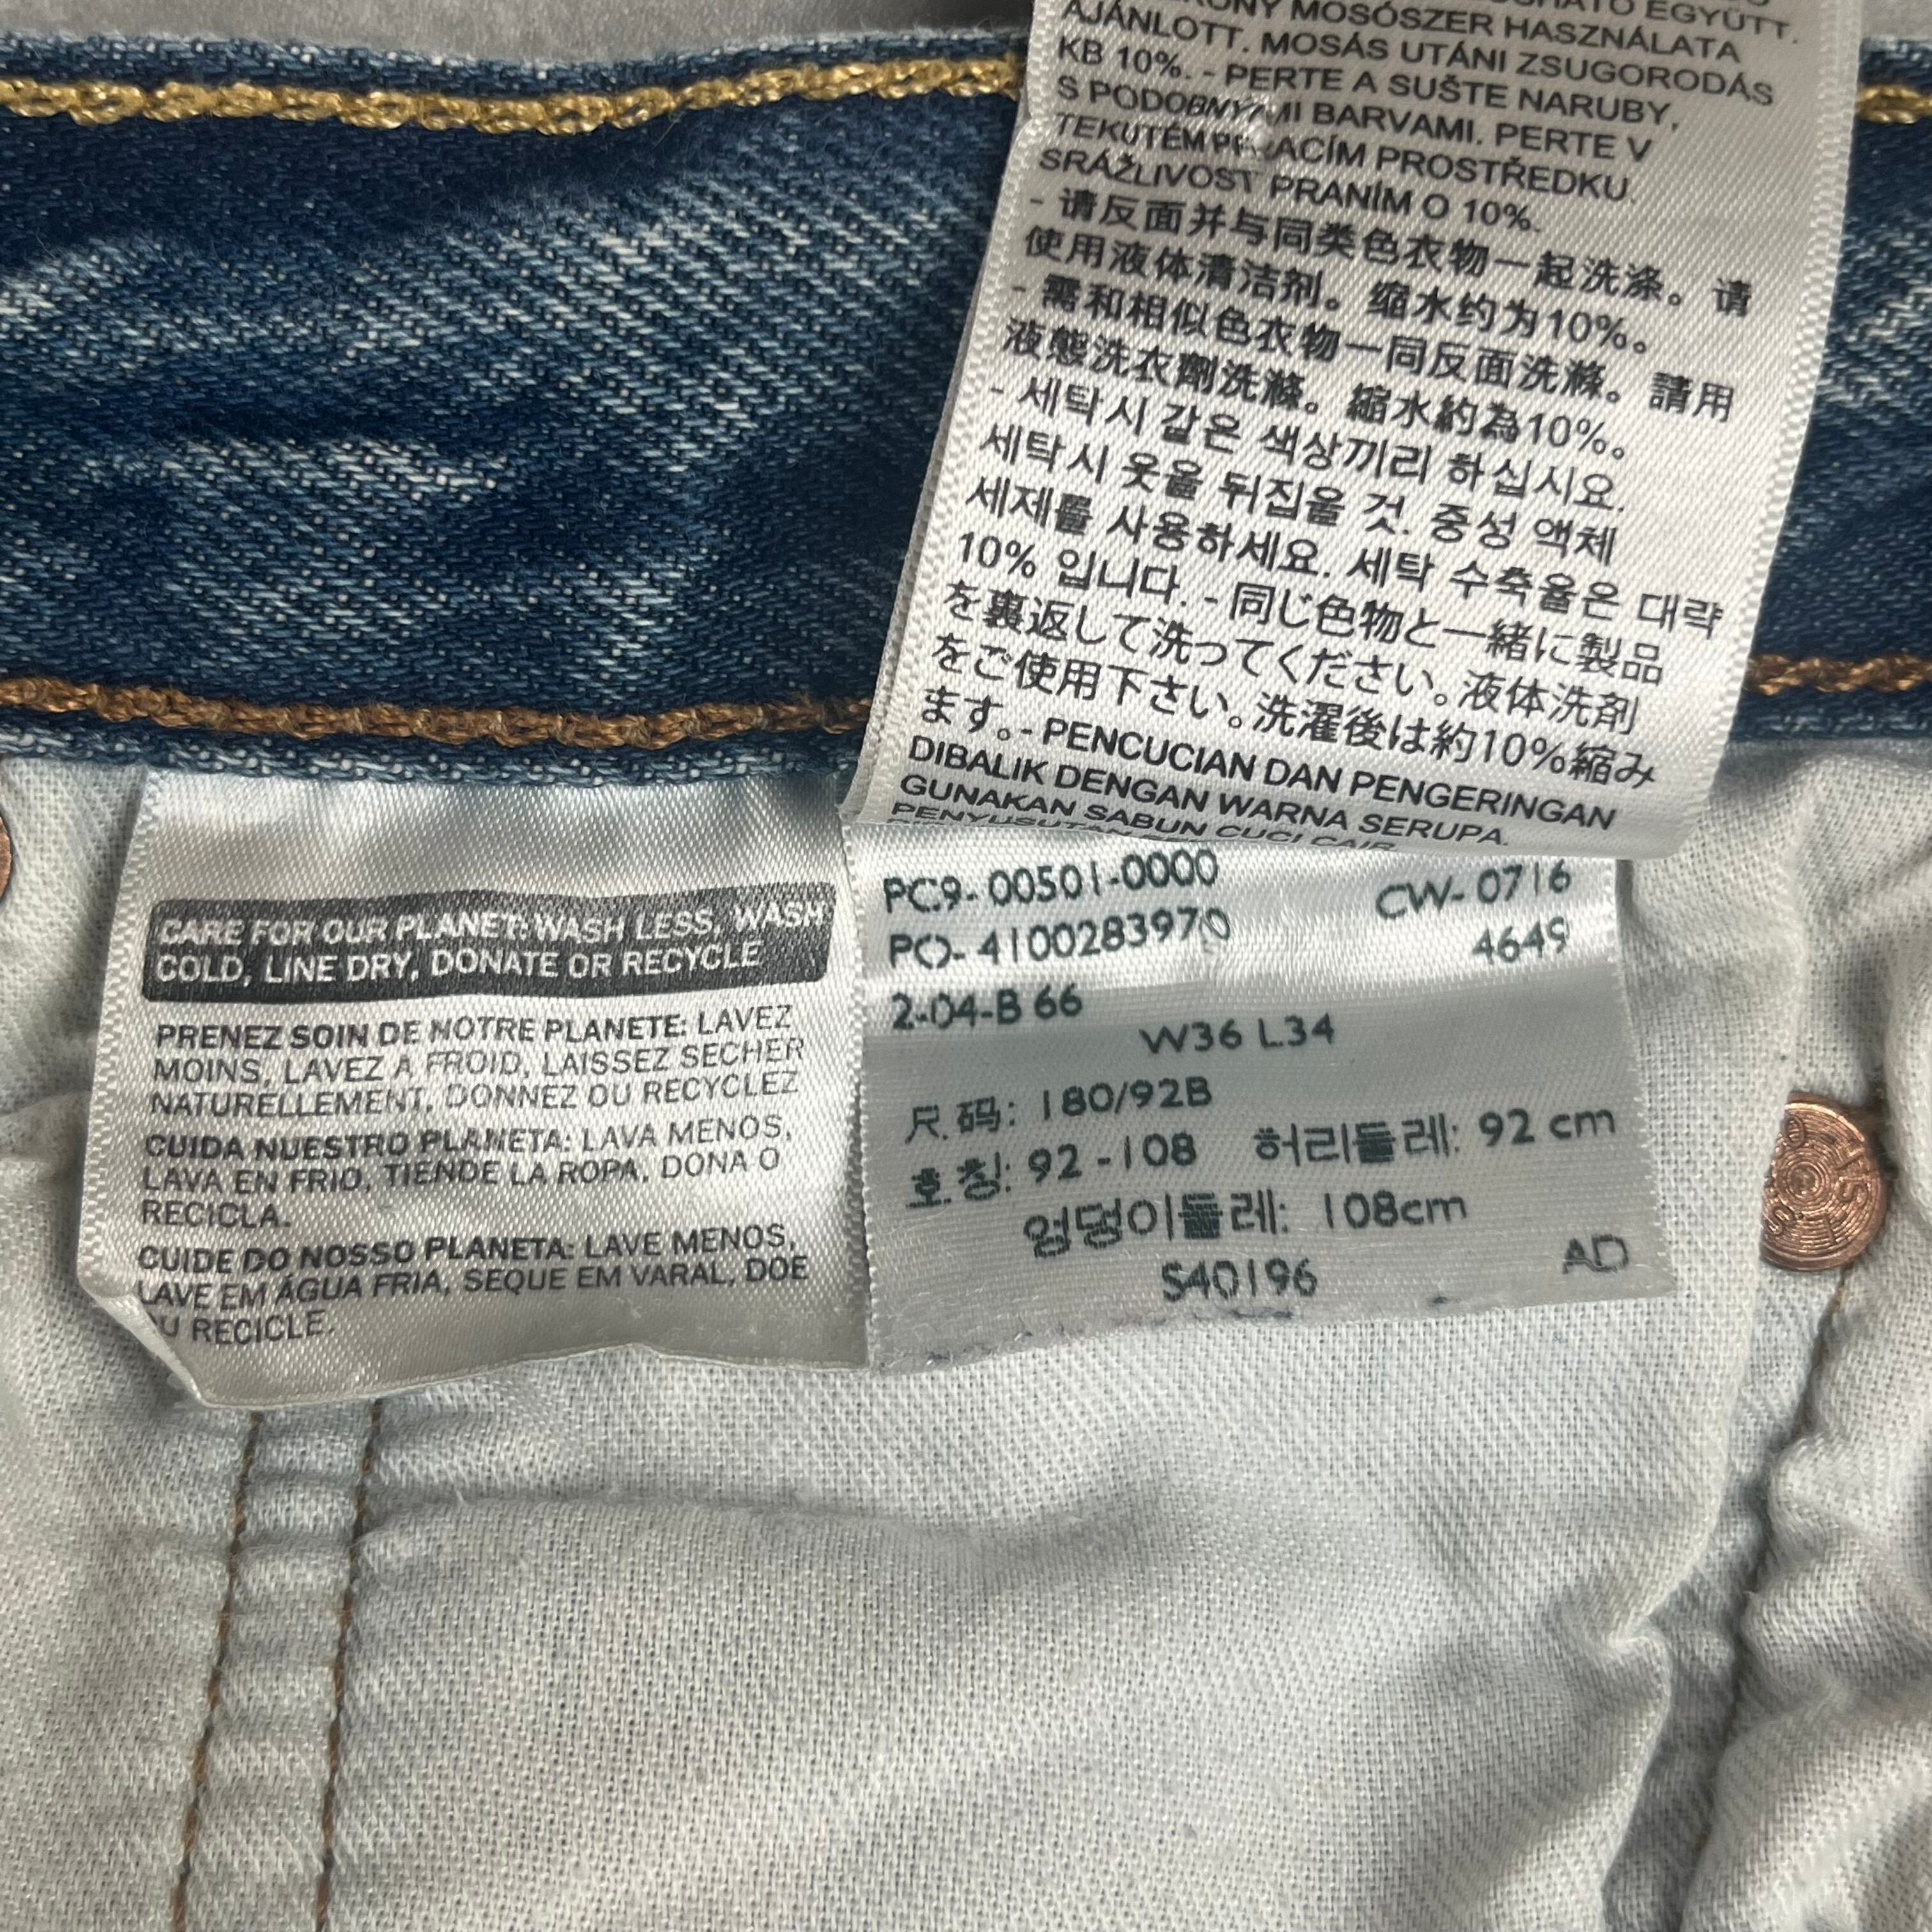 HATÓ EGYÜTT.
MOSÓSZER HASZNÁLATA
AJÁNLOTT. MOSÁS UTÁNI ZSUGORODÁS
KB 10%. - PERTE A SUŠTE NARUBY,
S PODOBNÝMI BARVAMI. PERTE V
TEKUTÉM PRACÍM PROSTŘEDKU.
SRÁŽLIVOST PRANÍM O 10%.
- 请反面并与同类色衣物一起洗涤。请
使用液体清洁剂。缩水约为10%。
- 需和相似色衣物一同反面洗滌。請用
液態洗衣劑洗滌。縮水約為10%。
- 세탁시 같은 색상끼리 하십시요.
세탁시 옷을 뒤집을 것. 중성 액체
세제를 사용하세요. 세탁 수축율은 대략
10% 입니다. - 同じ色物と一緒に製品
を裏返して洗ってください。液体洗剤
をご使用下さい。洗濯後は約10%縮み
ます。- PENCUCIAN DAN PENGERINGAN
DIBALIK DENGAN WARNA SERUPA.
GUNAKAN SABUN CUCI CAIR.
CARE FOR OUR PLANET: WASH LESS, WASH
COLD, LINE DRY, DONATE OR RECYCLE
PRENEZ SOIN DE NOTRE PLANETE: LAVEZ
MOINS, LAVEZ A FROID, LAISSEZ SECHER
NATURELLEMENT, DONNEZ OU RECYCLEZ
CUIDA NUESTRO PLANETA: LAVA MENOS,
LAVA EN FRIO, TIENDE LA ROPA, DONA O
RECICLA.
CUIDE DO NOSSO PLANETA: LAVE MENOS,
LAVE EM ÁGUA FRIA, SEQUE EM VARAL, DOE
OU RECICLE.
PC9-00501-0000 CW-0716
PO-4100283970 4649
2-04-B 66
W36 L34
尺码: 180/92B
호칭: 92-108 허리둘레: 92 cm
엉덩이둘레: 108cm
S40196 AD